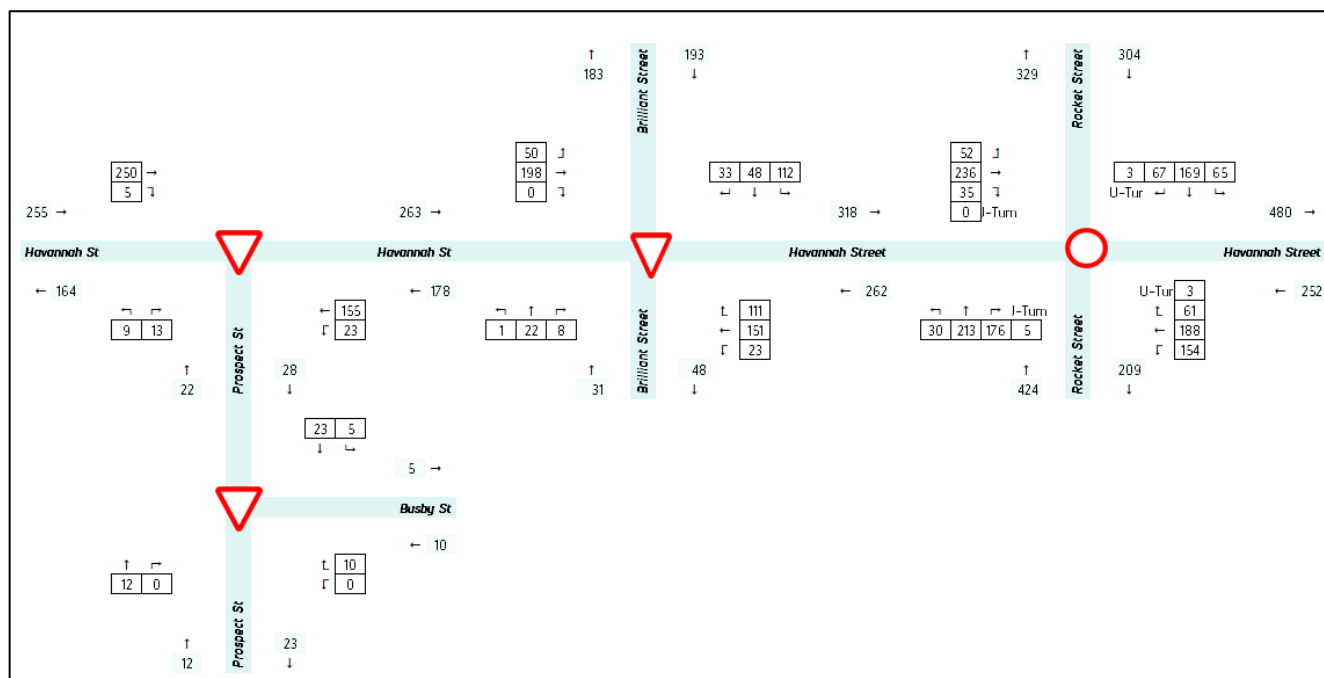 193
304
183
329
Brilliant Street
Rocket Street
50
198
0
33 48 112
52
236
35
0 J-Turn
3 67 169 65
U-Tur
250
5
255 →
263 →
318 →
480 →
Havannah St
Havannah St
Havannah Street
Havannah Street
← 164
← 178
← 262
← 252
9 13
155
23
1 22 8
111
151
23
J-Turn
30 213 176 5
U-Tur 3
61
188
154
Prospect St
Brilliant Street
Rocket Street
22
28
31
48
424
209
23 5
5 →
Busby St
← 10
12 0
10
0
Prospect St
12
23